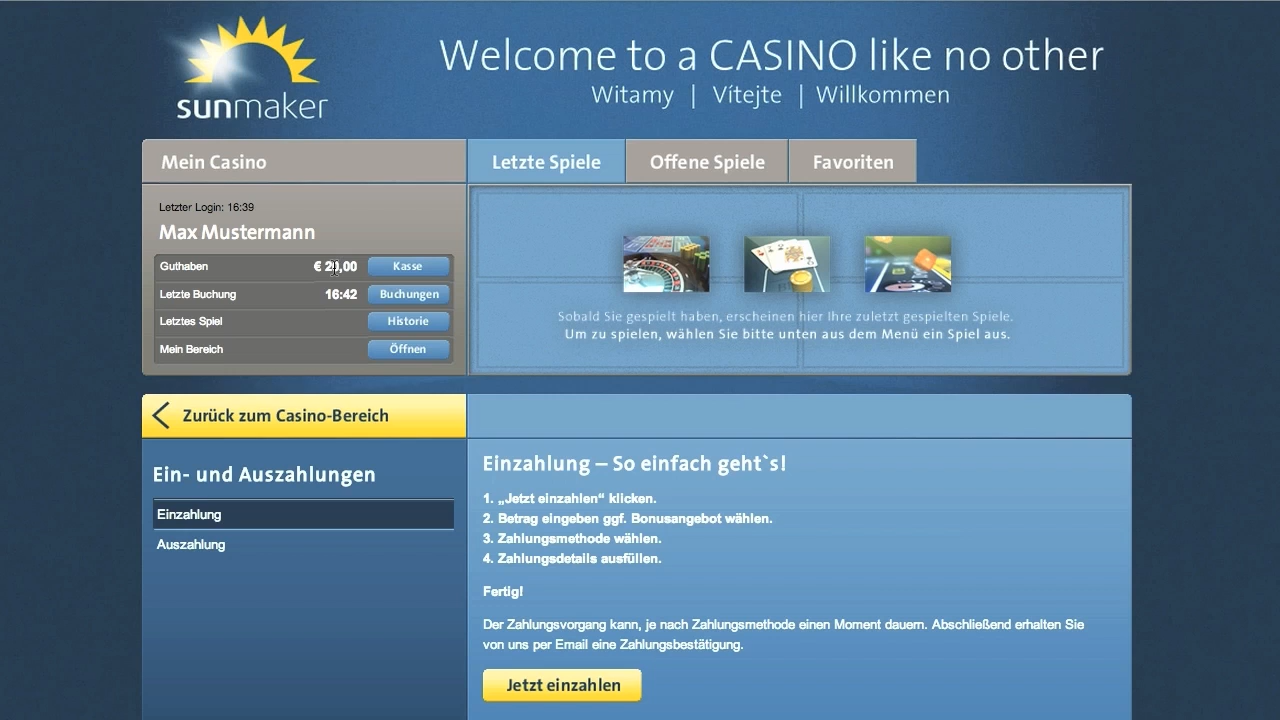 sunmaker
Welcome to a CASINO like no other
Witamy | Vítejte | Willkommen
Mein Casino
Letzte Spiele
Offene Spiele
Favoriten
Letzter Login: 16:39
Max Mustermann
Guthaben € 20,00 Kasse
Letzte Buchung 16:42 Buchungen
Letztes Spiel Historie
Mein Bereich Öffnen
Sobald Sie gespielt haben, erscheinen hier Ihre zuletzt gespielten Spiele.
Um zu spielen, wählen Sie bitte unten aus dem Menü ein Spiel aus.
Zurück zum Casino-Bereich
Ein- und Auszahlungen
Einzahlung
Auszahlung
Einzahlung – So einfach geht`s!
1. „Jetzt einzahlen“ klicken.
2. Betrag eingeben ggf. Bonusangebot wählen.
3. Zahlungsmethode wählen.
4. Zahlungsdetails ausfüllen.
Fertig!
Der Zahlungsvorgang kann, je nach Zahlungsmethode einen Moment dauern. Abschließend erhalten Sie
von uns per Email eine Zahlungsbestätigung.
Jetzt einzahlen